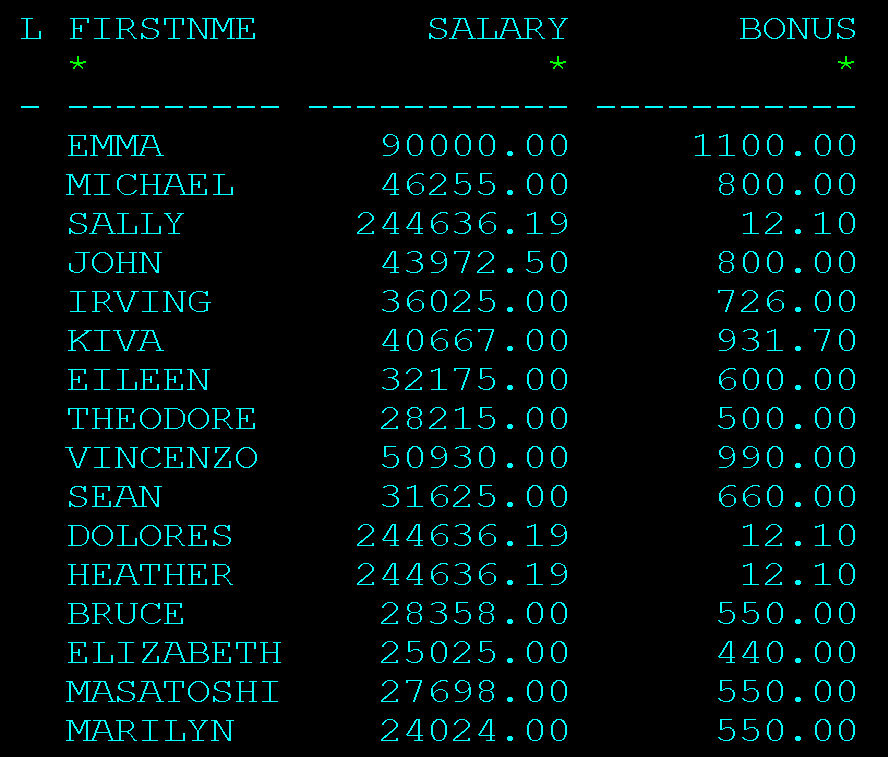 L FIRSTNME SALARY BONUS
* * *
- --------- ----------- -----------
EMMA 90000.00 1100.00
MICHAEL 46255.00 800.00
SALLY 244636.19 12.10
JOHN 43972.50 800.00
IRVING 36025.00 726.00
KIVA 40667.00 931.70
EILEEN 32175.00 600.00
THEODORE 28215.00 500.00
VINCENZO 50930.00 990.00
SEAN 31625.00 660.00
DOLORES 244636.19 12.10
HEATHER 244636.19 12.10
BRUCE 28358.00 550.00
ELIZABETH 25025.00 440.00
MASATOSHI 27698.00 550.00
MARILYN 24024.00 550.00